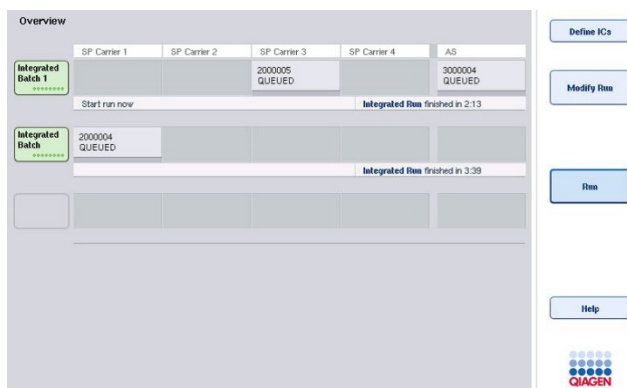 Overview
Define ICs
SP Carrier 1 SP Carrier 2 SP Carrier 3 SP Carrier 4 AS
Integrated
Batch 1
2000005
QUEUED
3000004
QUEUED
Modify Run
Start run now Integrated Run finished in 2:13
Integrated
Batch
2000004
QUEUED
Integrated Run finished in 3:39
Run
Help
QIAGEN